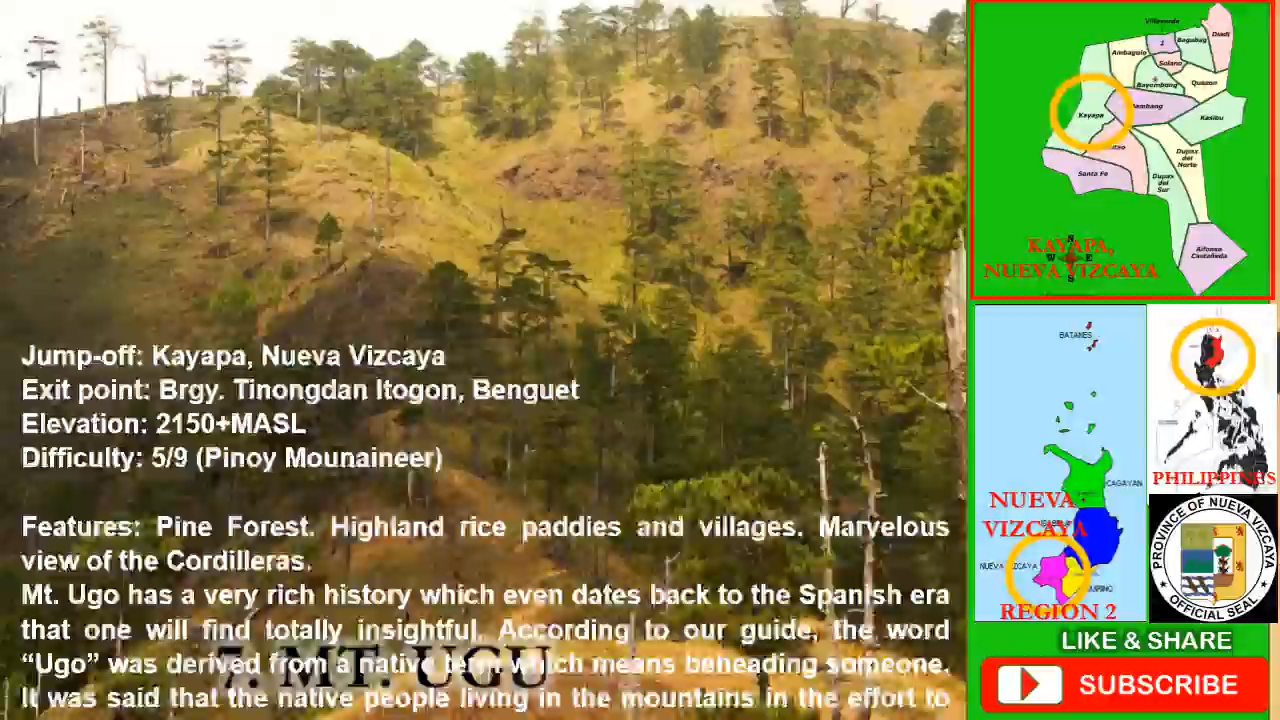 Jump-off: Kayapa, Nueva Vizcaya
Exit point: Brgy. Tinongdan Itogon, Benguet
Elevation: 2150+MASL
Difficulty: 5/9 (Pinoy Mounaineer)
Features: Pine Forest. Highland rice paddies and villages. Marvelous
view of the Cordilleras.
Mt. Ugo has a very rich history which even dates back to the Spanish era
that one will find totally insightful. According to our guide, the word
“Ugo” was derived from a native term which means beheading someone.
It was said that the native people living in the mountains in the effort to
7. MT. UGU
Villaverde
Diadi
Bagabag
Ambaguio
Solano
Quezon
Bayombong
Kayapa
Bambang
Kasibu
Dupax
del
Norte
Santa Fe
Dupax
del
Sur
Alfonso
Castañeda
N
W E
S
KAYAPA,
NUEVA VIZCAYA
BATANES
CAGAYAN
NUEVA
VIZCAYA
REGION 2
PHILIPPINES
PROVINCE OF NUEVA VIZCAYA
OFFICIAL SEAL
LIKE & SHARE
SUBSCRIBE